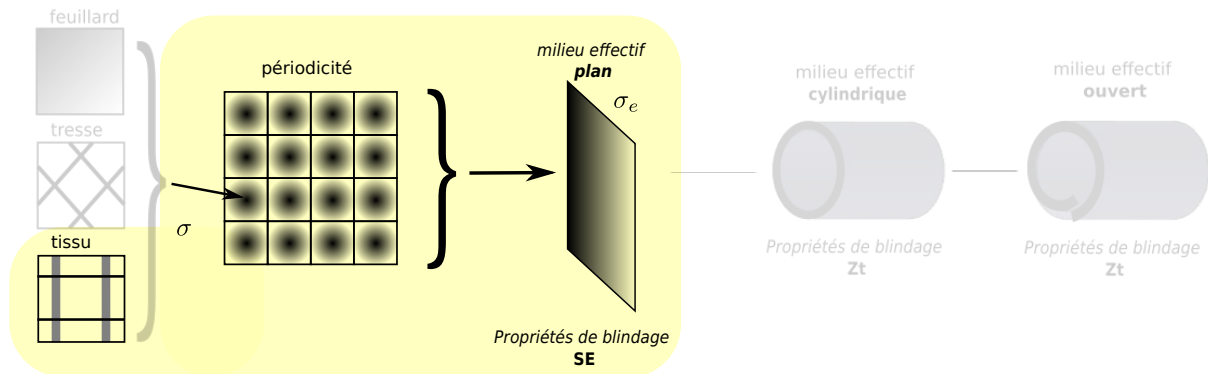 feuillard
tresse
tissu
σ
périodicité
milieu effectif
plan
σe
Propriétés de blindage
SE
milieu effectif
cylindrique
Propriétés de blindage
Zt
milieu effectif
ouvert
Propriétés de blindage
Zt